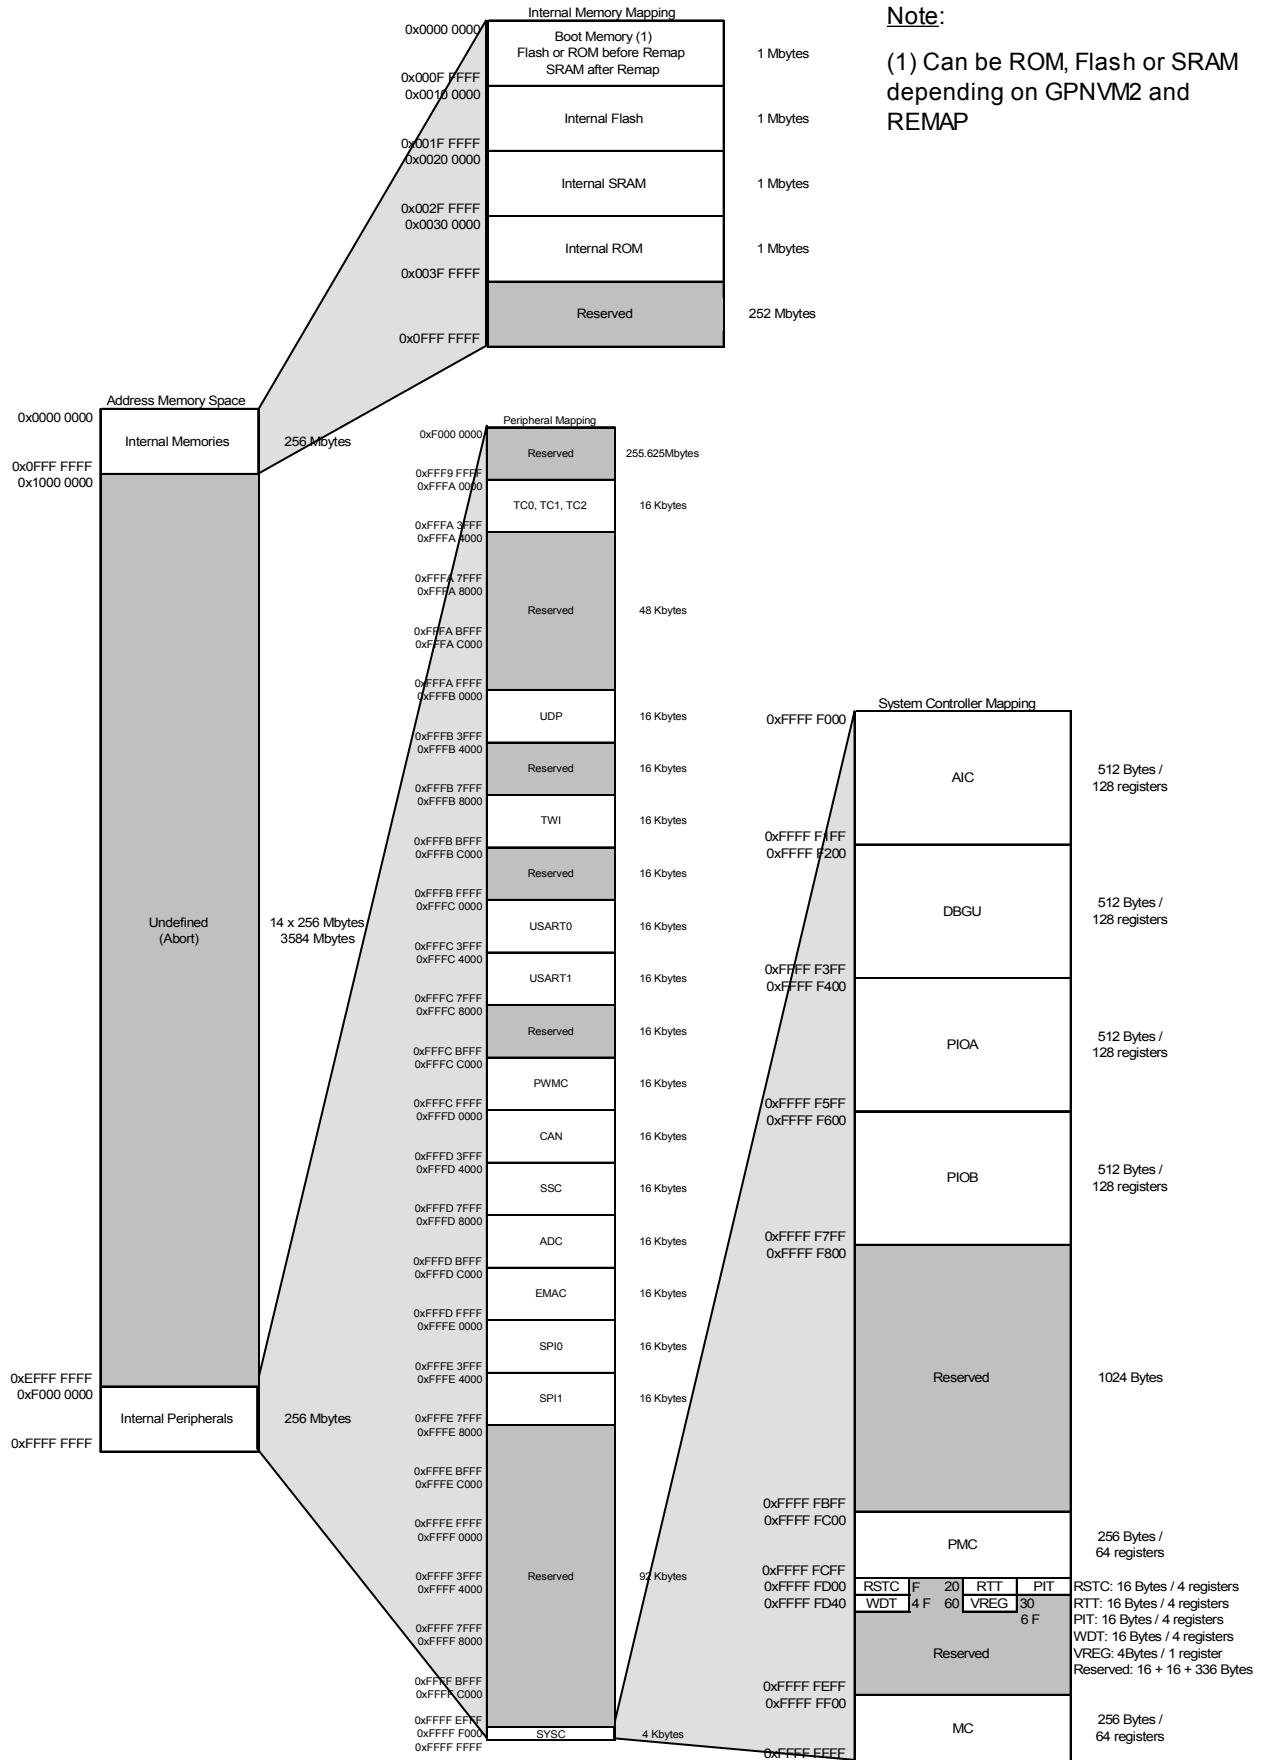 Internal Memory Mapping
0x0000 0000
Boot Memory (1)
Flash or ROM before Remap
SRAM after Remap
1 Mbytes
0x000F FFFF
0x0010 0000
Internal Flash
1 Mbytes
0x001F FFFF
0x0020 0000
Internal SRAM
1 Mbytes
0x002F FFFF
0x0030 0000
Internal ROM
1 Mbytes
0x003F FFFF
Reserved
252 Mbytes
0x0FFF FFFF
Note:
(1) Can be ROM, Flash or SRAM
depending on GPNVM2 and
REMAP
Address Memory Space
0x0000 0000
Internal Memories
256 Mbytes
0x0FFF FFFF
0x1000 0000
Undefined
(Abort)
14 x 256 Mbytes
3584 Mbytes
0xEFFF FFFF
0xF000 0000
Internal Peripherals
256 Mbytes
0xFFFF FFFF
Peripheral Mapping
0xF000 0000
Reserved
255.625Mbytes
0xFFF9 FFFF
0xFFFA 0000
TC0, TC1, TC2
16 Kbytes
0xFFFA 3FFF
0xFFFA 4000
0xFFFA 7FFF
0xFFFA 8000
Reserved
48 Kbytes
0xFFFA BFFF
0xFFFA C000
0xFFFA FFFF
0xFFFB 0000
UDP
16 Kbytes
0xFFFB 3FFF
0xFFFB 4000
Reserved
16 Kbytes
0xFFFB 7FFF
0xFFFB 8000
TWI
16 Kbytes
0xFFFB BFFF
0xFFFB C000
Reserved
16 Kbytes
0xFFFB FFFF
0xFFFC 0000
USART0
16 Kbytes
0xFFFC 3FFF
0xFFFC 4000
USART1
16 Kbytes
0xFFFC 7FFF
0xFFFC 8000
Reserved
16 Kbytes
0xFFFC BFFF
0xFFFC C000
PWMC
16 Kbytes
0xFFFC FFFF
0xFFFD 0000
CAN
16 Kbytes
0xFFFD 3FFF
0xFFFD 4000
SSC
16 Kbytes
0xFFFD 7FFF
0xFFFD 8000
ADC
16 Kbytes
0xFFFD BFFF
0xFFFD C000
EMAC
16 Kbytes
0xFFFD FFFF
0xFFFE 0000
SPI0
16 Kbytes
0xFFFE 3FFF
0xFFFE 4000
SPI1
16 Kbytes
0xFFFE 7FFF
0xFFFE 8000
0xFFFE BFFF
0xFFFE C000
0xFFFE FFFF
0xFFFF 0000
Reserved
92 Kbytes
0xFFFF 3FFF
0xFFFF 4000
0xFFFF 7FFF
0xFFFF 8000
0xFFFF BFFF
0xFFFF C000
0xFFFF EFFF
0xFFFF F000
SYSC
4 Kbytes
0xFFFF FFFF
System Controller Mapping
0xFFFF F000
AIC
512 Bytes /
128 registers
0xFFFF F1FF
0xFFFF F200
DBGU
512 Bytes /
128 registers
0xFFFF F3FF
0xFFFF F400
PIOA
512 Bytes /
128 registers
0xFFFF F5FF
0xFFFF F600
PIOB
512 Bytes /
128 registers
0xFFFF F7FF
0xFFFF F800
Reserved
1024 Bytes
0xFFFF FBFF
0xFFFF FC00
PMC
256 Bytes /
64 registers
0xFFFF FCFF
0xFFFF FD00 RSTC F 20 RTT PIT RSTC: 16 Bytes / 4 registers
0xFFFF FD40 WDT 4 F 60 VREG 30 RTT: 16 Bytes / 4 registers
6 F PIT: 16 Bytes / 4 registers
WDT: 16 Bytes / 4 registers
Reserved VREG: 4Bytes / 1 register
Reserved: 16 + 16 + 336 Bytes
0xFFFF FEFF
0xFFFF FF00
MC
256 Bytes /
64 registers
0xFFFF FFFF